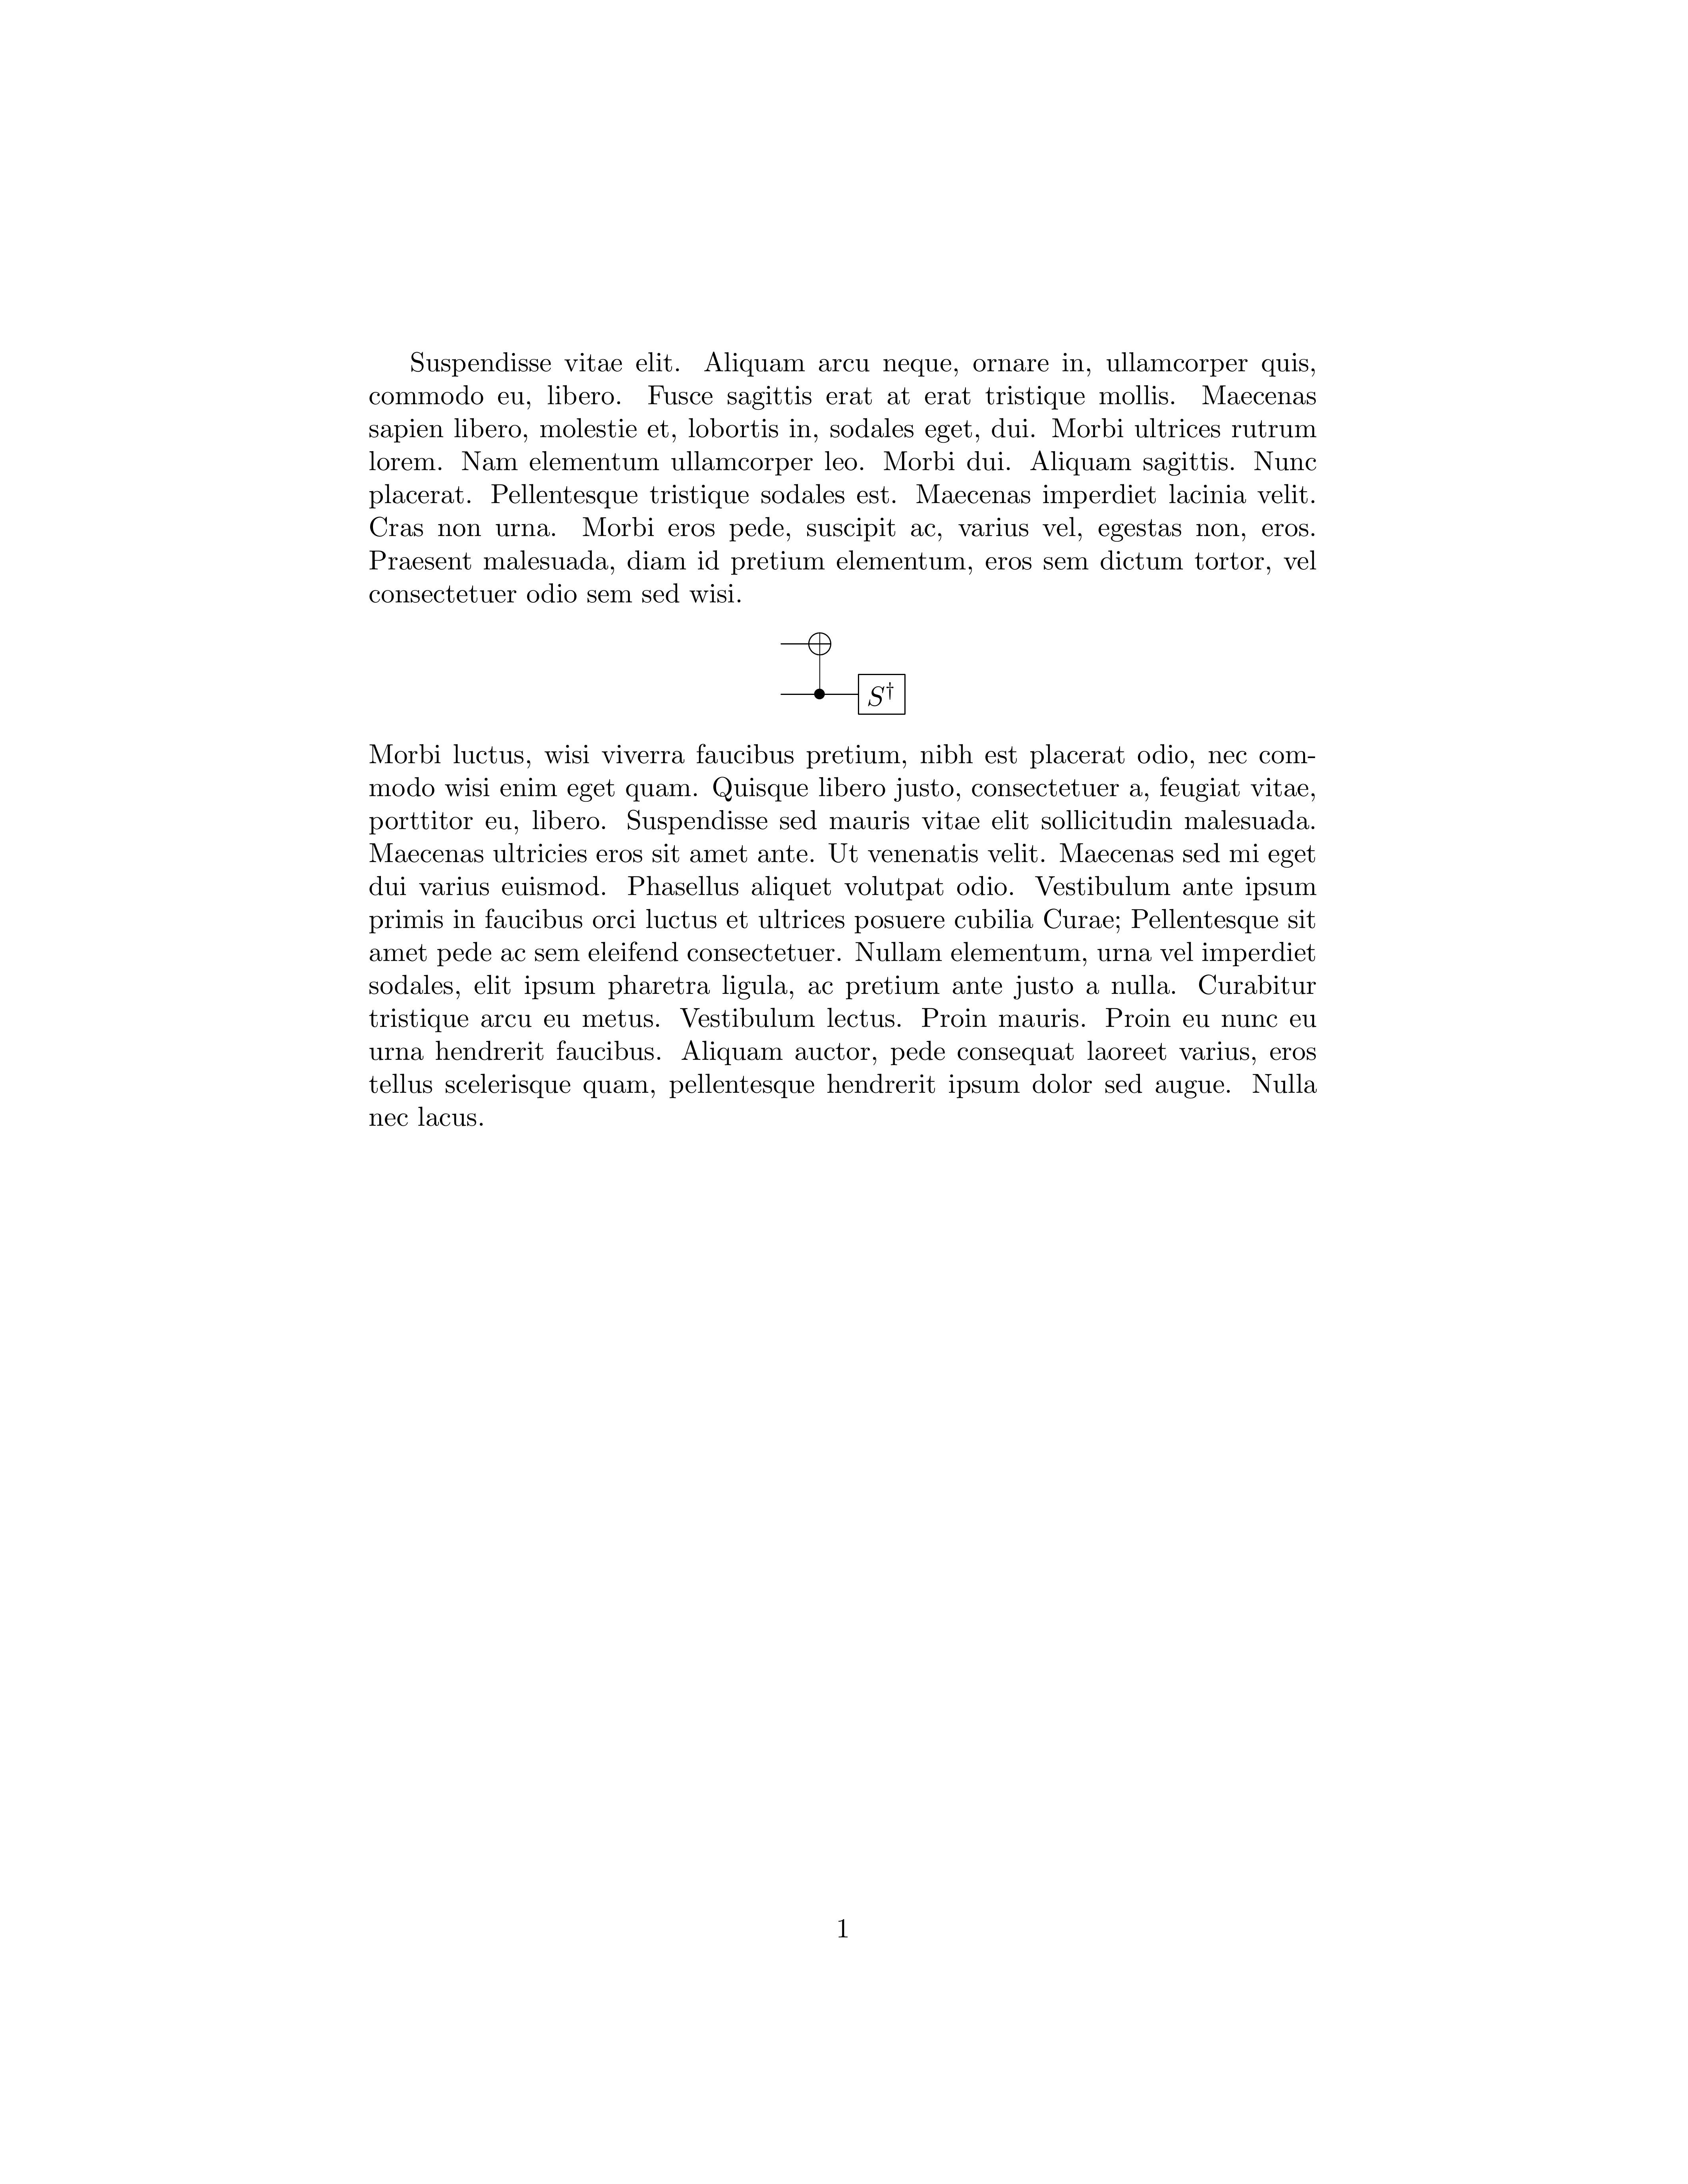 Suspendisse vitae elit. Aliquam arcu neque, ornare in, ullamcorper quis,
commodo eu, libero. Fusce sagittis erat at erat tristique mollis. Maecenas
sapien libero, molestie et, lobortis in, sodales eget, dui. Morbi ultrices rutrum
lorem. Nam elementum ullamcorper leo. Morbi dui. Aliquam sagittis. Nunc
placerat. Pellentesque tristique sodales est. Maecenas imperdiet lacinia velit.
Cras non urna. Morbi eros pede, suscipit ac, varius vel, egestas non, eros.
Praesent malesuada, diam id pretium elementum, eros sem dictum tortor, vel
consectetuer odio sem sed wisi.
S†
Morbi luctus, wisi viverra faucibus pretium, nibh est placerat odio, nec com-
modo wisi enim eget quam. Quisque libero justo, consectetuer a, feugiat vitae,
porttitor eu, libero. Suspendisse sed mauris vitae elit sollicitudin malesuada.
Maecenas ultricies eros sit amet ante. Ut venenatis velit. Maecenas sed mi eget
dui varius euismod. Phasellus aliquet volutpat odio. Vestibulum ante ipsum
primis in faucibus orci luctus et ultrices posuere cubilia Curae; Pellentesque sit
amet pede ac sem eleifend consectetuer. Nullam elementum, urna vel imperdiet
sodales, elit ipsum pharetra ligula, ac pretium ante justo a nulla. Curabitur
tristique arcu eu metus. Vestibulum lectus. Proin mauris. Proin eu nunc eu
urna hendrerit faucibus. Aliquam auctor, pede consequat laoreet varius, eros
tellus scelerisque quam, pellentesque hendrerit ipsum dolor sed augue. Nulla
nec lacus.
1